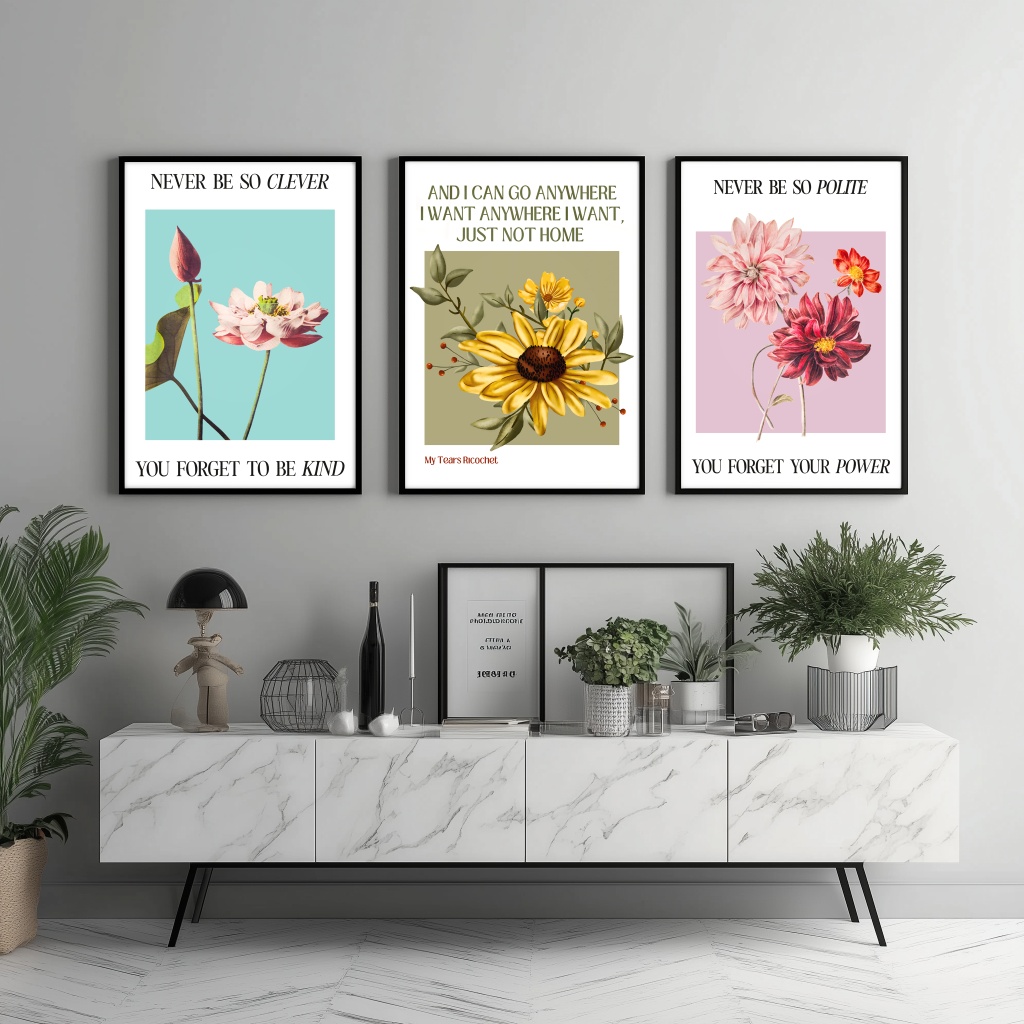 NEVER BE SO CLEVER
YOU FORGET TO BE KIND
AND I CAN GO ANYWHERE
I WANT ANYWHERE I WANT,
JUST NOT HOME
My Tears Ricochet
NEVER BE SO POLITE
YOU FORGET YOUR POWER